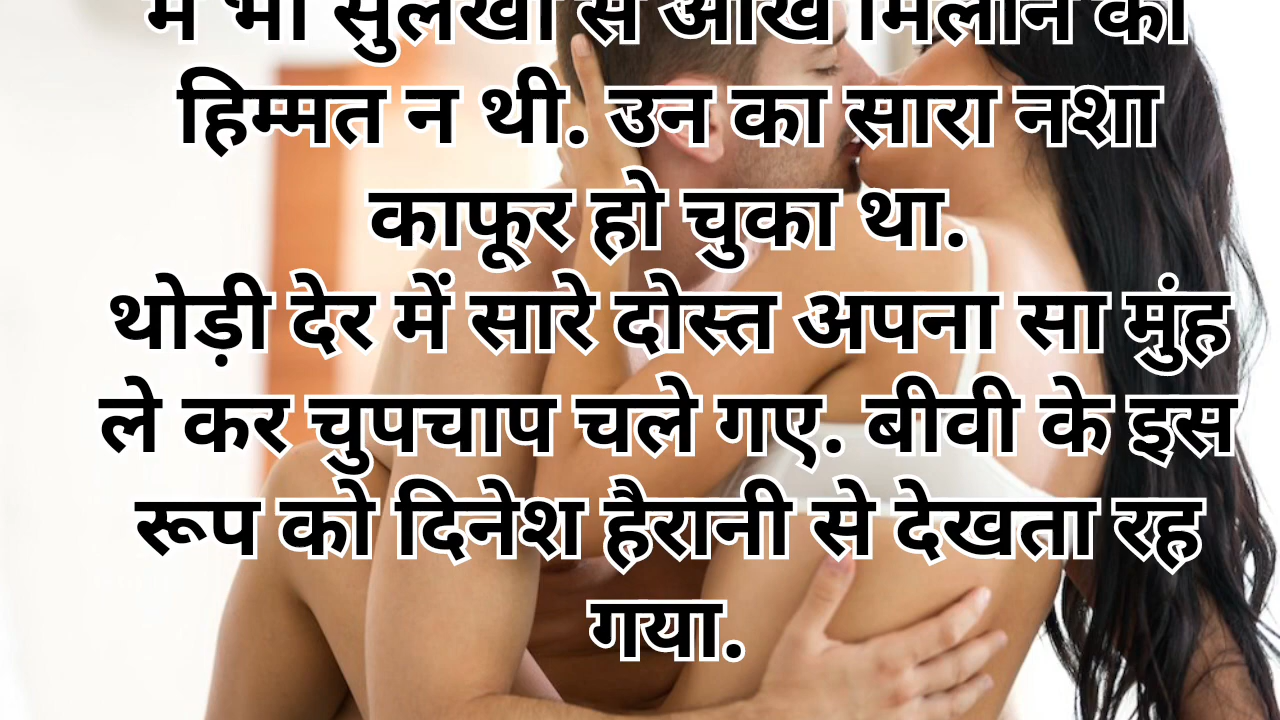 में भी सुलेखा से आंख मिलाने की
हिम्मत न थी. उन का सारा नशा
काफूर हो चुका था.
थोड़ी देर में सारे दोस्त अपना सा मुंह
ले कर चुपचाप चले गए. बीवी के इस
रूप को दिनेश हैरानी से देखता रह
गया.